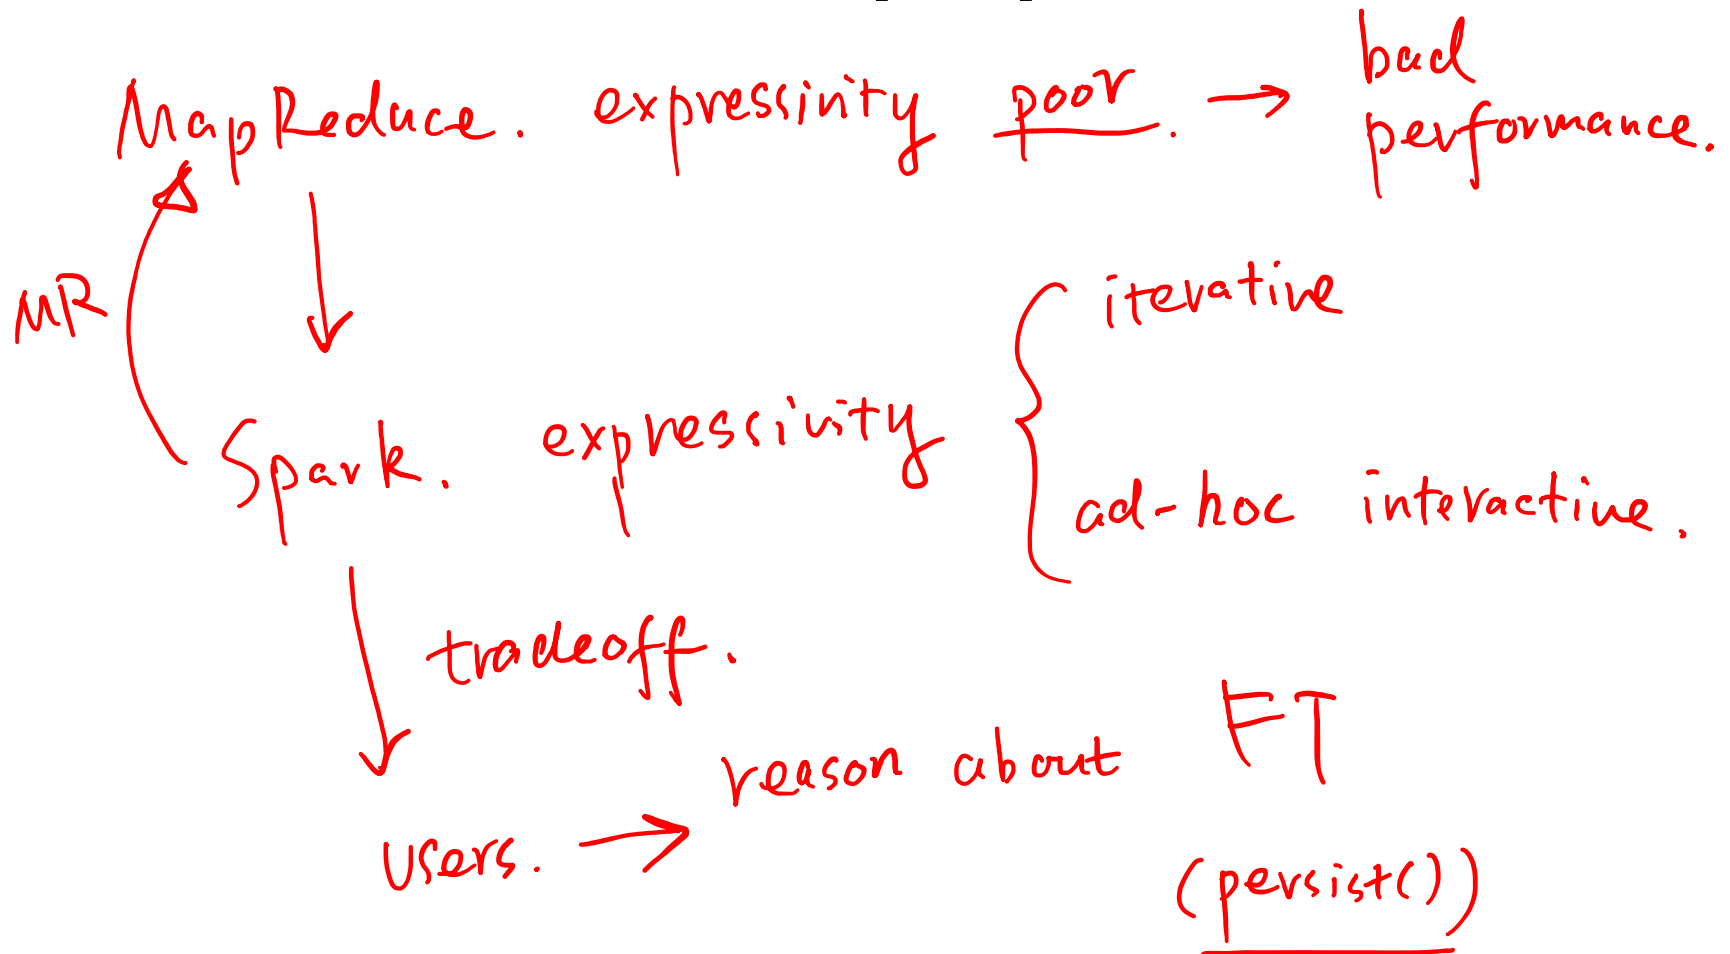 MapReduce. expressivity poor. → bad performance.
MR
iterative
Spark. expressivity
ad-hoc interactive.
tradeoff.
users. → reason about FT
(persist())